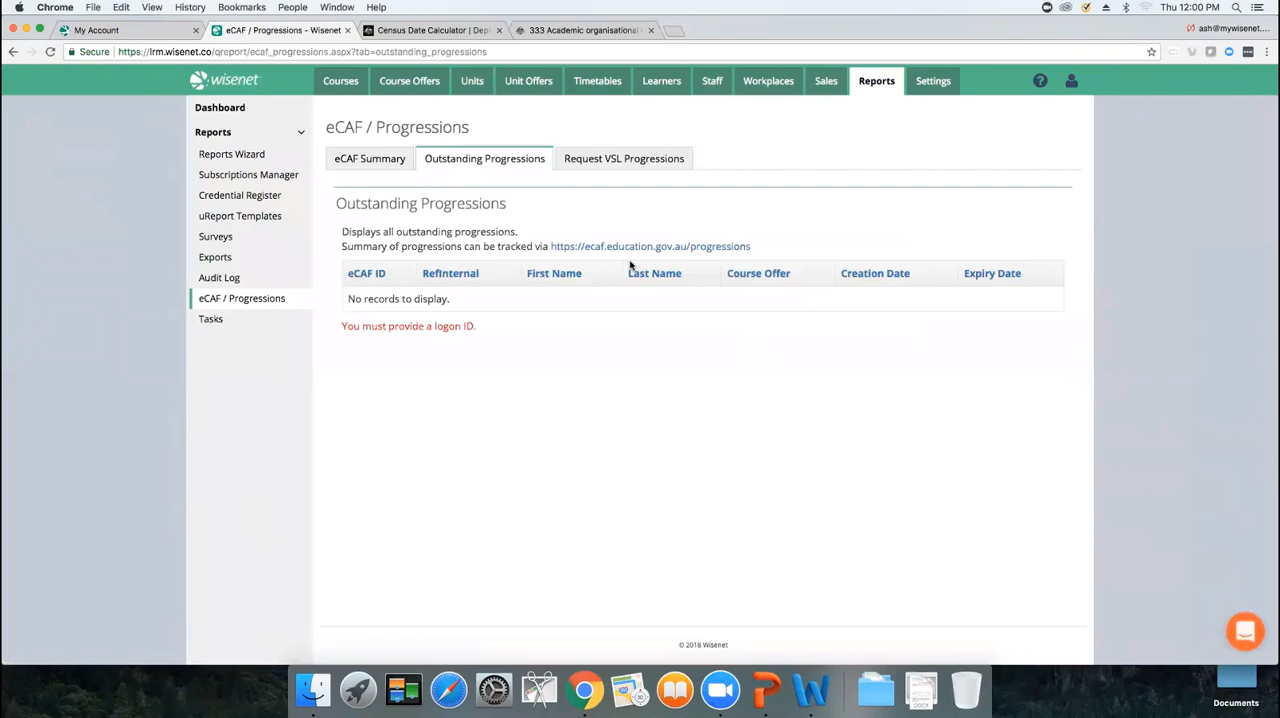 Chrome File Edit View History Bookmarks People Window Help Thu 12:00 PM
My Account eCAF / Progressions - Wisenet Census Date Calculator | Dep 333 Academic organisational ash@mywisenet....
Secure https://lrm.wisenet.co/qreport/ecaf_progressions.aspx?tab=outstanding_progressions
wisenet Courses Course Offers Units Unit Offers Timetables Learners Staff Workplaces Sales Reports Settings
Dashboard
Reports
Reports Wizard
Subscriptions Manager
Credential Register
uReport Templates
Surveys
Exports
Audit Log
eCAF / Progressions
Tasks
eCAF / Progressions
eCAF Summary Outstanding Progressions Request VSL Progressions
Outstanding Progressions
Displays all outstanding progressions.
Summary of progressions can be tracked via https://ecaf.education.gov.au/progressions
eCAF ID RefInternal First Name Last Name Course Offer Creation Date Expiry Date
No records to display.
You must provide a logon ID.
© 2018 Wisenet
Documents